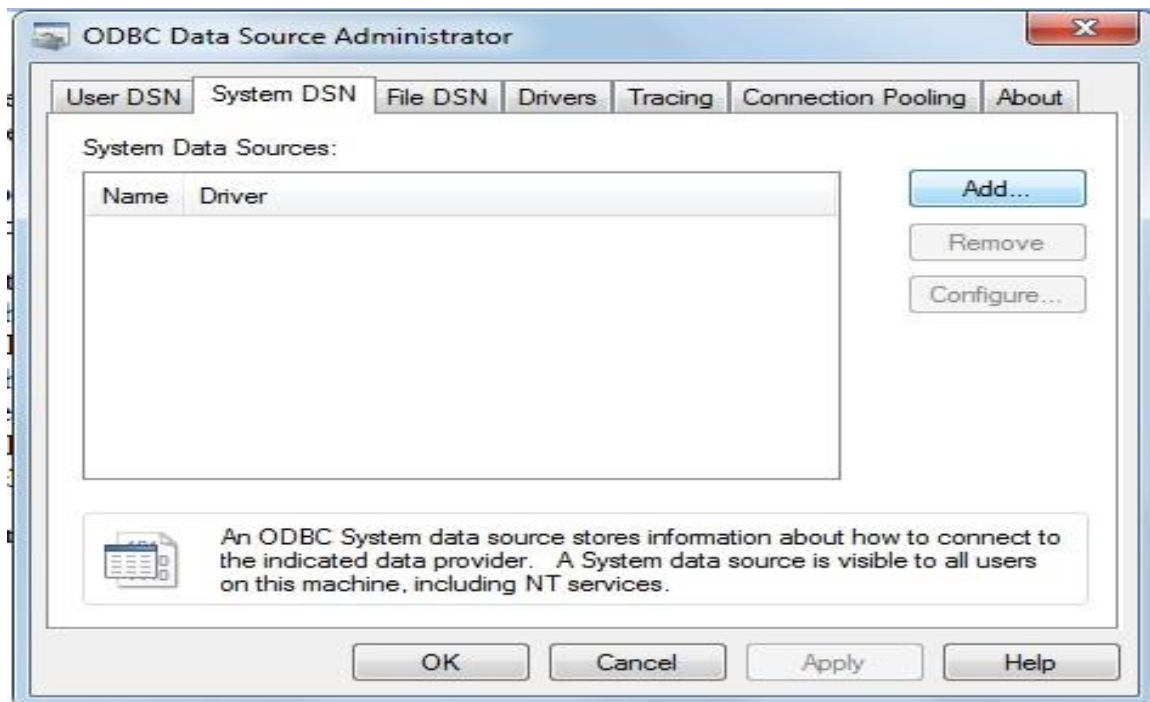 ODBC Data Source Administrator
User DSN System DSN File DSN Drivers Tracing Connection Pooling About
System Data Sources:
Name Driver
Add...
Remove
Configure...
An ODBC System data source stores information about how to connect to
the indicated data provider. A System data source is visible to all users
on this machine, including NT services.
OK Cancel Apply Help